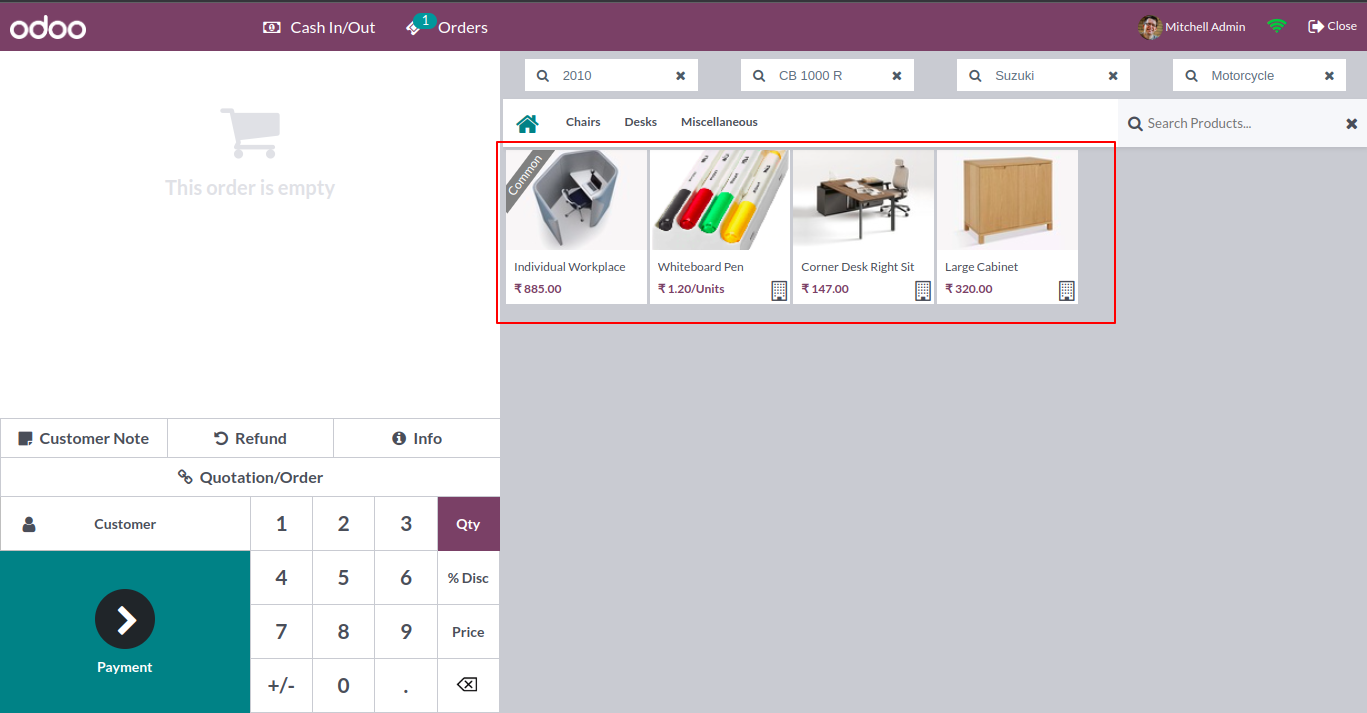 odoo
Cash In/Out
1
Orders
Mitchell Admin
Close
2010
CB 1000 R
Suzuki
Motorcycle
Chairs
Desks
Miscellaneous
Search Products...
This order is empty
Common
Individual Workplace
₹ 885.00
Whiteboard Pen
₹ 1.20/Units
Corner Desk Right Sit
₹ 147.00
Large Cabinet
₹ 320.00
Customer Note
Refund
Info
Quotation/Order
Customer
1
2
3
Qty
4
5
6
% Disc
7
8
9
Price
+/-
0
.
Payment